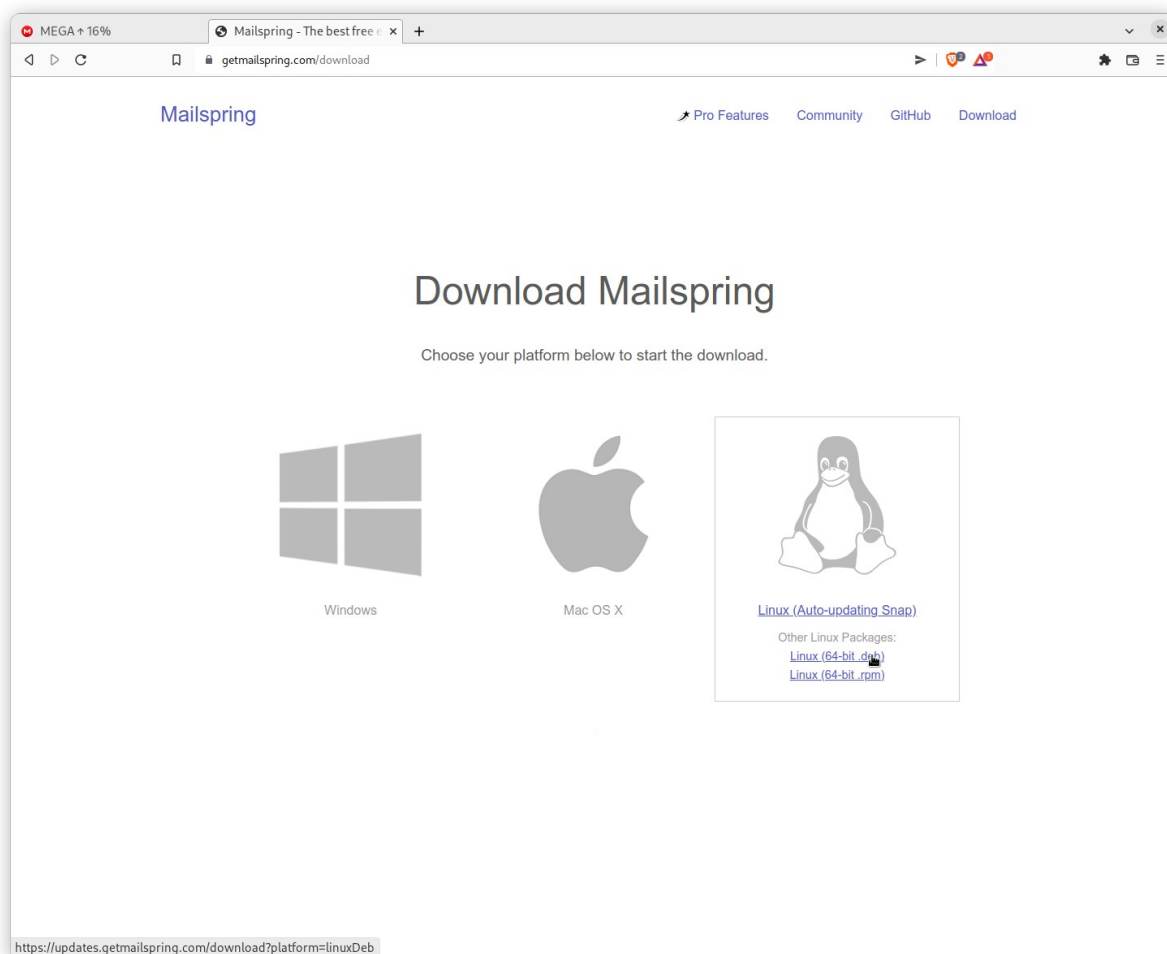 MEGA ↑ 16%
Mailspring - The best free e
getmailspring.com/download
2
1
Mailspring
Pro Features
Community
GitHub
Download
Download Mailspring
Choose your platform below to start the download.
Windows
Mac OS X
Linux (Auto-updating Snap)
Other Linux Packages:
Linux (64-bit .deb)
Linux (64-bit .rpm)
https://updates.getmailspring.com/download?platform=linuxDeb